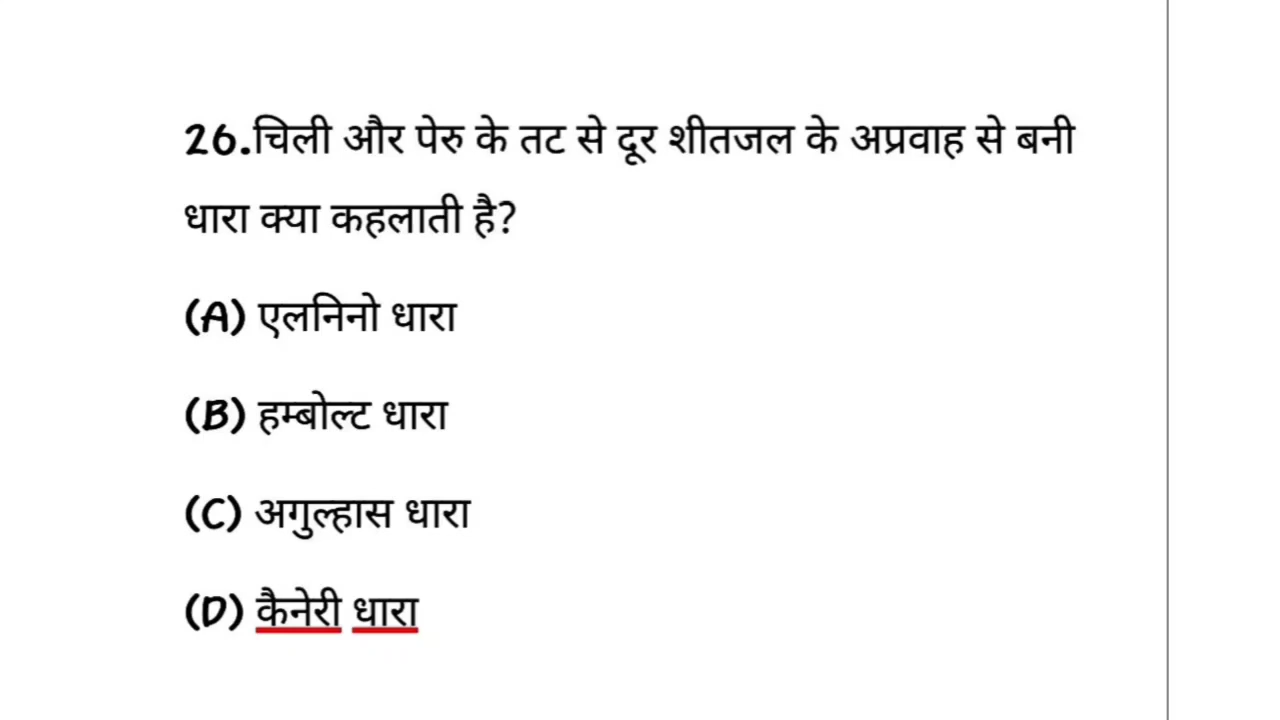 26.चिली और पेरु के तट से दूर शीतजल के अप्रवाह से बनी
धारा क्या कहलाती है?
(A) एलनिनो धारा
(B) हम्बोल्ट धारा
(C) अगुल्हास धारा
(D) कैनेरी धारा